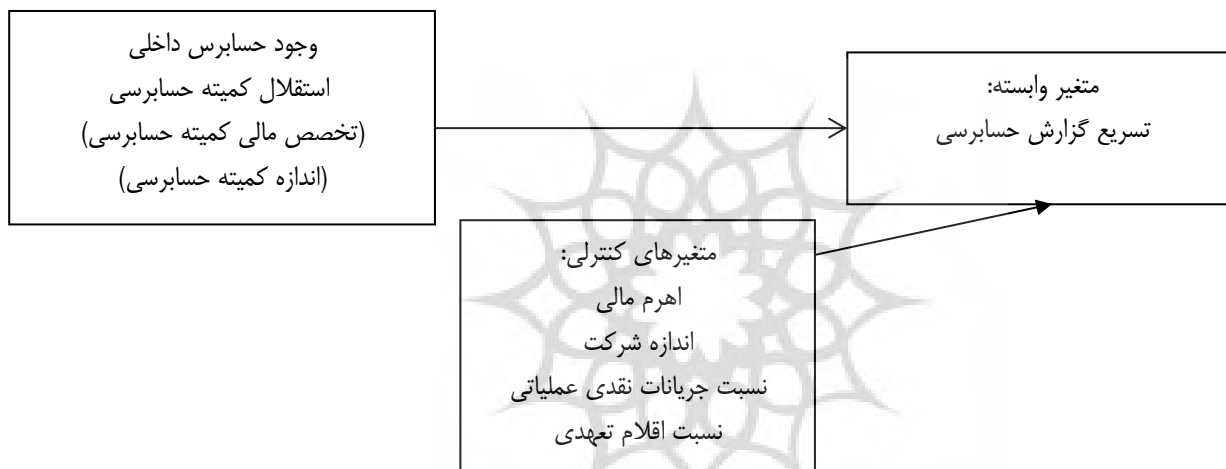 وجود حسابرس داخلی
استقلال کمیته حسابرسی
(تخصص مالی کمیته حسابرسی)
(اندازه کمیته حسابرسی)
متغیر وابسته:
تسریع گزارش حسابرسی
متغیرهای کنترلی:
اهرم مالی
اندازه شرکت
نسبت جریانات نقدی عملیاتی
نسبت اقلام تعهدی